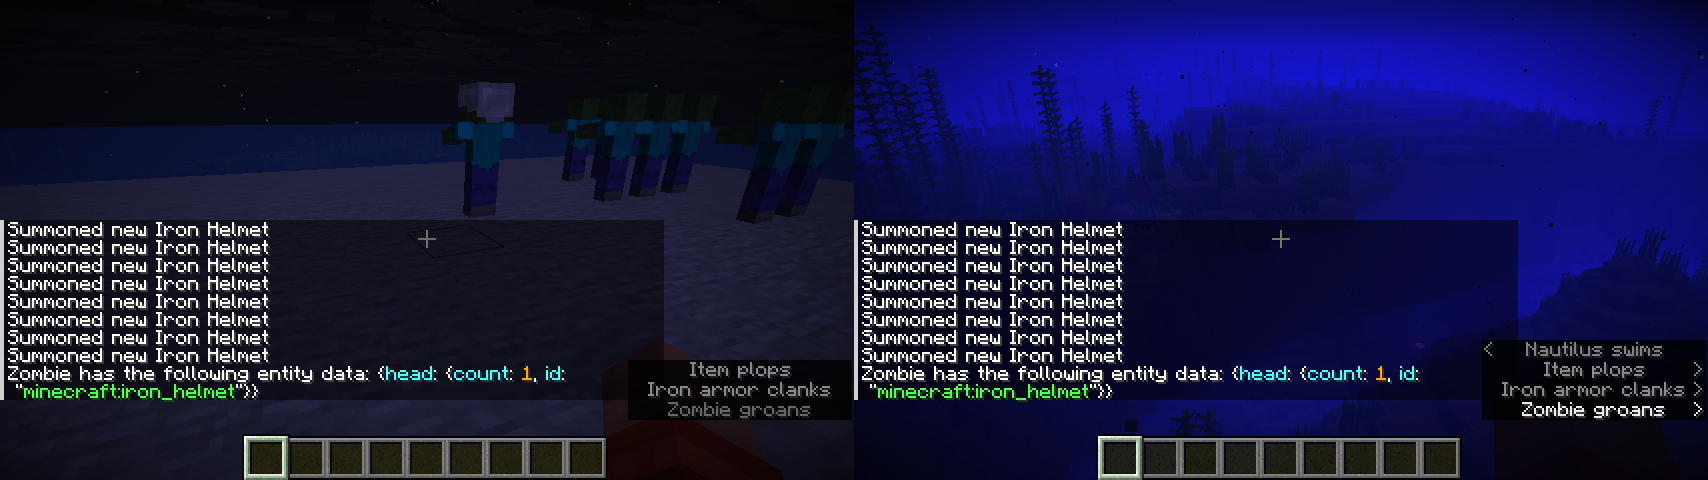 Summoned new Iron Helmet
Summoned new Iron Helmet
Summoned new Iron Helmet
Summoned new Iron Helmet
Summoned new Iron Helmet
Summoned new Iron Helmet
Summoned new Iron Helmet
Summoned new Iron Helmet
Zombie has the following entity data: {head: {count: 1, id:
"minecraft:iron_helmet"}}
Item plops
Iron armor clanks
Zombie groans
Summoned new Iron Helmet
Summoned new Iron Helmet
Summoned new Iron Helmet
Summoned new Iron Helmet
Summoned new Iron Helmet
Summoned new Iron Helmet
Summoned new Iron Helmet
Summoned new Iron Helmet
Zombie has the following entity data: {head: {count: 1, id:
"minecraft:iron_helmet"}}
< Nautilus swims
Item plops >
Iron armor clanks >
Zombie groans >